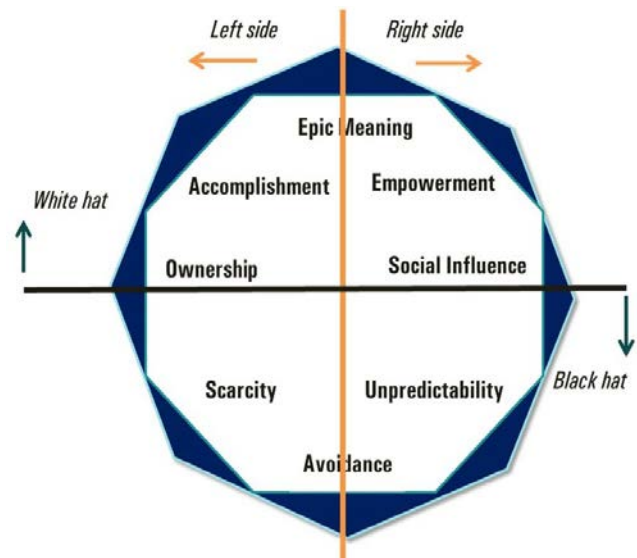 Left side
Right side
Epic Meaning
Accomplishment
Empowerment
White hat
Ownership
Social Influence
Scarcity
Unpredictability
Black hat
Avoidance